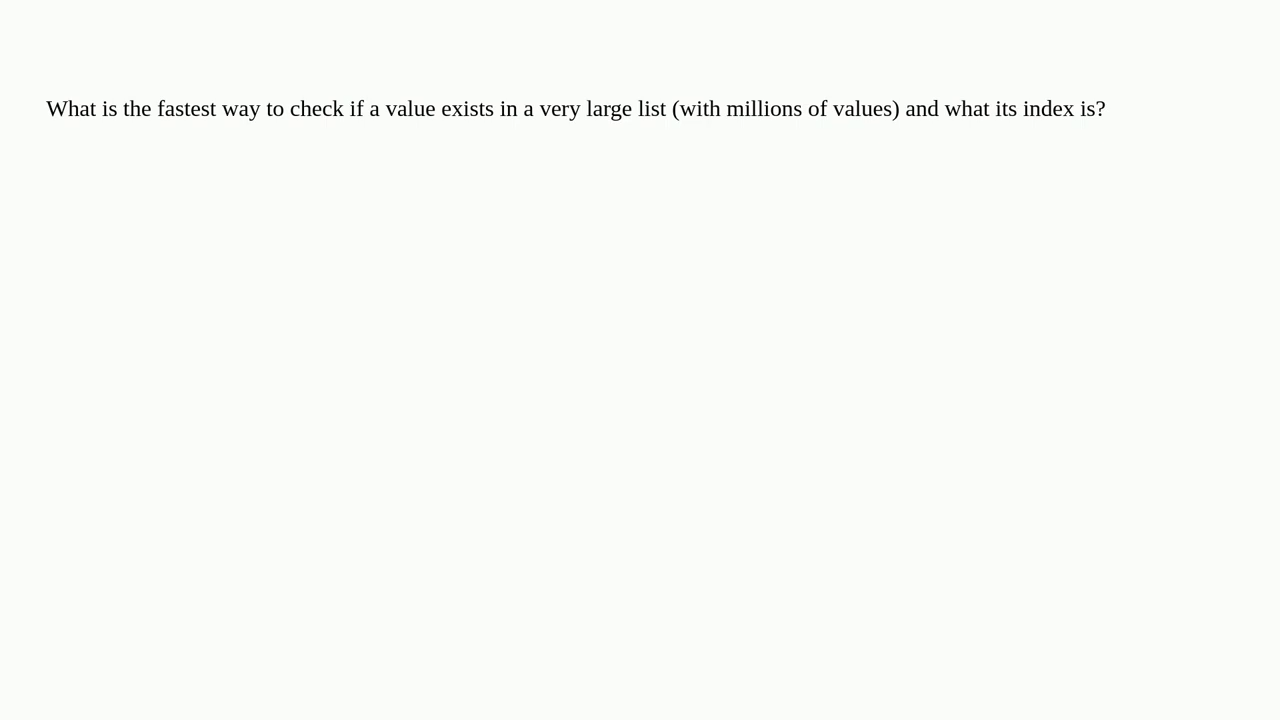 What is the fastest way to check if a value exists in a very large list (with millions of values) and what its index is?